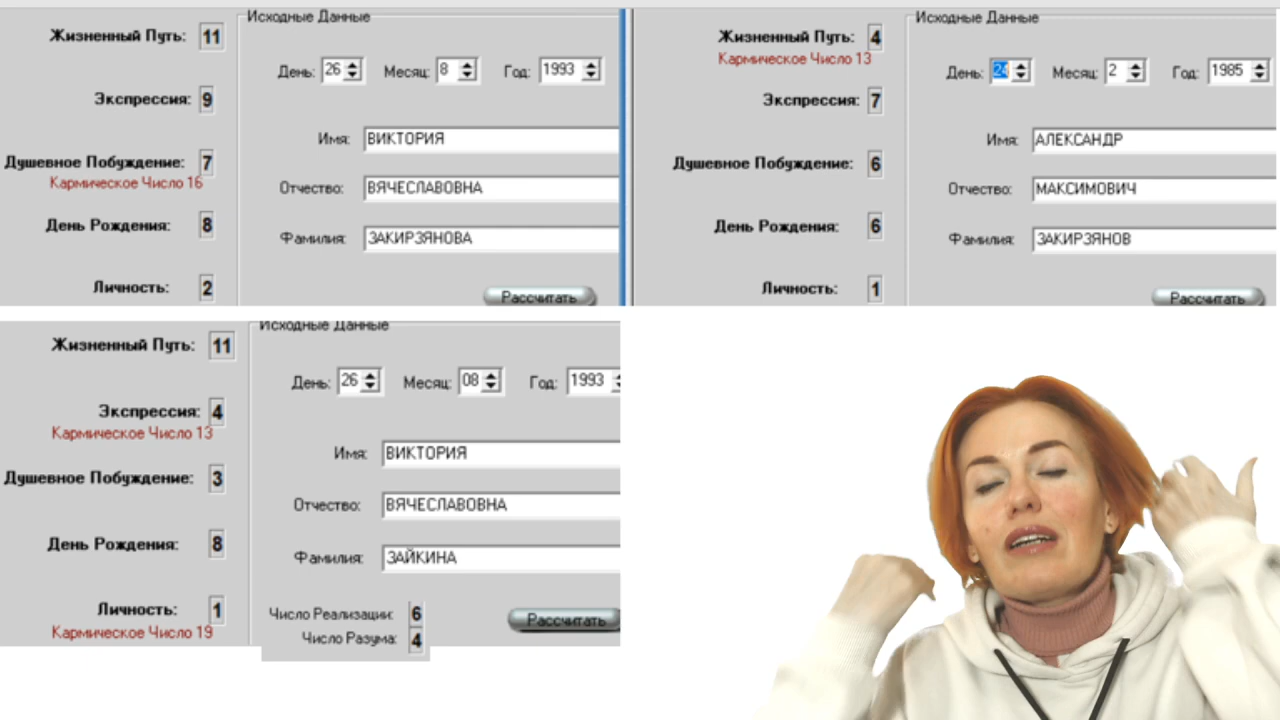 Исходные Данные
Жизненный Путь: 11
День: 26 Месяц: 8 Год: 1993
Экспрессия: 9
Имя: ВИКТОРИЯ
Душевное Побуждение: 7
Кармическое Число 16
Отчество: ВЯЧЕСЛАВОВНА
День Рождения: 8
Фамилия: ЗАКИРЗЯНОВА
Личность: 2
Рассчитать
Исходные Данные
Жизненный Путь: 4
Кармическое Число 13
День: 24 Месяц: 2 Год: 1985
Экспрессия: 7
Имя: АЛЕКСАНДР
Душевное Побуждение: 6
Отчество: МАКСИМОВИЧ
День Рождения: 6
Фамилия: ЗАКИРЗЯНОВ
Личность: 1
Рассчитать
Исходные Данные
Жизненный Путь: 11
День: 26 Месяц: 08 Год: 1993
Экспрессия: 4
Кармическое Число 13
Имя: ВИКТОРИЯ
Душевное Побуждение: 3
Отчество: ВЯЧЕСЛАВОВНА
День Рождения: 8
Фамилия: ЗАЙКИНА
Личность: 1
Кармическое Число 19
Число Реализации: 6
Число Разума: 4
Рассчитать